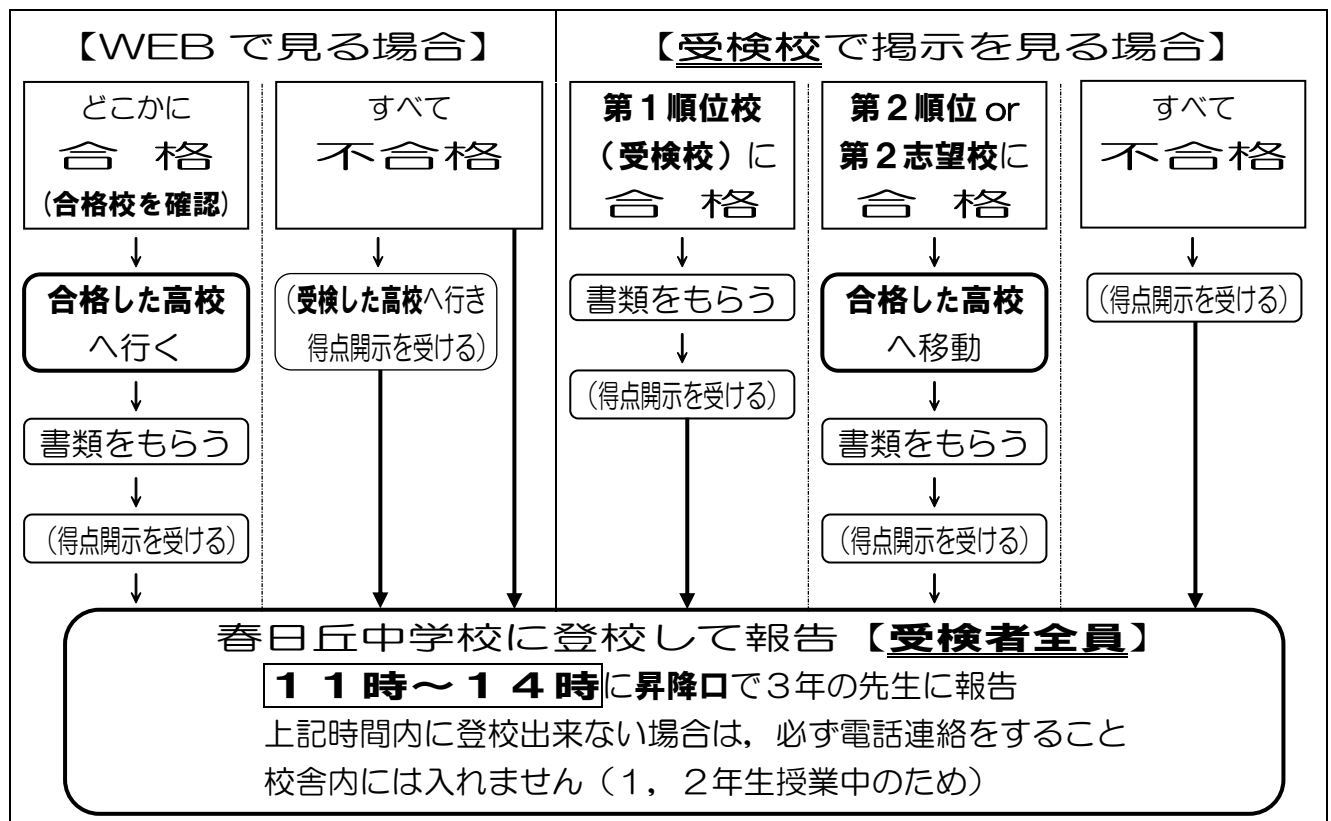 【WEBで見る場合】
どこかに
合　格
(合格校を確認)
↓
合格した高校
へ行く
↓
書類をもらう
↓
（得点開示を受ける）
↓
すべて
不合格
↓
（受検した高校へ行き
得点開示を受ける）
【受検校で掲示を見る場合】
第１順位校
（受検校）に
合　格
↓
書類をもらう
↓
（得点開示を受ける）
第２順位 or
第２志望校に
合　格
↓
合格した高校
へ移動
↓
書類をもらう
↓
（得点開示を受ける）
↓
すべて
不合格
↓
（得点開示を受ける）
春日丘中学校に登校して報告【受検者全員】
１１時～１４時に昇降口で３年の先生に報告
上記時間内に登校出来ない場合は，必ず電話連絡をすること
校舎内には入れません（１，２年生授業中のため）